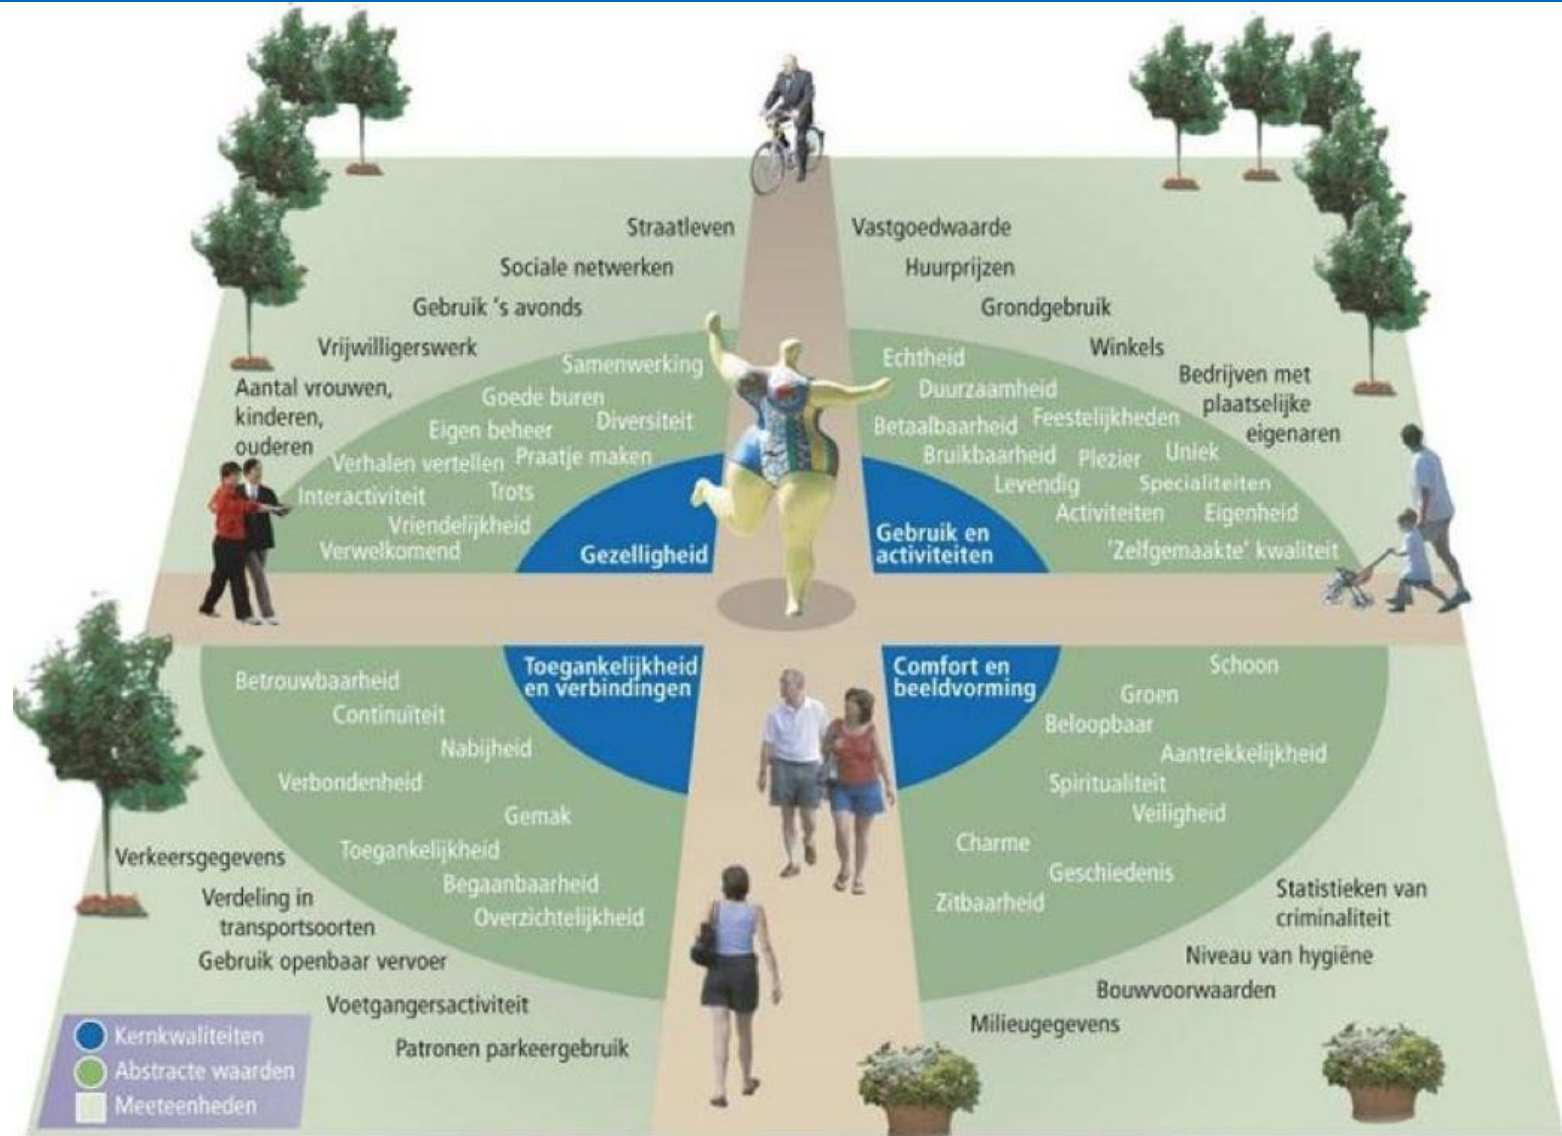 Straatleven
Sociale netwerken
Gebruik 's avonds
Vrijwilligerswerk
Aantal vrouwen,
kinderen,
ouderen
Samenwerking
Goede buren
Diversiteit
Eigen beheer
Verhalen vertellen
Praatje maken
Interactiviteit
Trots
Vriendelijkheid
Verwelkomend
Gezelligheid
Vastgoedwaarde
Huurprijzen
Grondgebruik
Winkels
Bedrijven met
plaatselijke
eigenaren
Echtheid
Duurzaamheid
Betaalbaarheid
Feestelijkheden
Bruikbaarheid
Plezier
Uniek
Levendig
Specialiteiten
Activiteiten
Eigenheid
'Zelfgemaakte' kwaliteit
Gebruik en
activiteiten
Toegankelijkheid
en verbindingen
Betrouwbaarheid
Continuïteit
Nabijheid
Verbondenheid
Gemak
Toegankelijkheid
Begaanbaarheid
Overzichtelijkheid
Verkeersgegevens
Verdeling in
transportsoorten
Gebruik openbaar vervoer
Voetgangersactiviteit
Patronen parkeergebruik
Comfort en
beeldvorming
Schoon
Groen
Beloopbaar
Aantrekkelijkheid
Spiritualiteit
Veiligheid
Charme
Geschiedenis
Zitbaarheid
Statistieken van
criminaliteit
Niveau van hygiëne
Bouwvoorwaarden
Milieugegevens
Kernkwaliteiten
Abstracte waarden
Meeteenheden